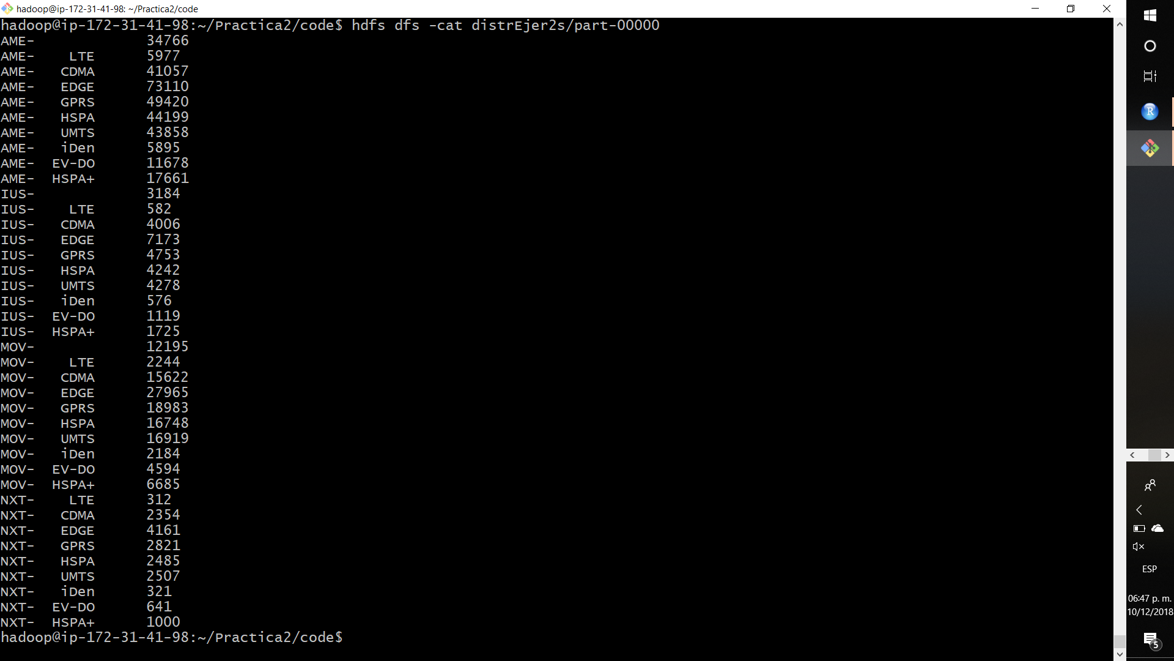 hadoop@ip-172-31-41-98: ~/Practica2/code
hadoop@ip-172-31-41-98:~/Practica2/code$ hdfs dfs -cat distrEjer2s/part-00000
AME- 34766
AME- LTE 5977
AME- CDMA 41057
AME- EDGE 73110
AME- GPRS 49420
AME- HSPA 44199
AME- UMTS 43858
AME- iDen 5895
AME- EV-DO 11678
AME- HSPA+ 17661
IUS- 3184
IUS- LTE 582
IUS- CDMA 4006
IUS- EDGE 7173
IUS- GPRS 4753
IUS- HSPA 4242
IUS- UMTS 4278
IUS- iDen 576
IUS- EV-DO 1119
IUS- HSPA+ 1725
MOV- 12195
MOV- LTE 2244
MOV- CDMA 15622
MOV- EDGE 27965
MOV- GPRS 18983
MOV- HSPA 16748
MOV- UMTS 16919
MOV- iDen 2184
MOV- EV-DO 4594
MOV- HSPA+ 6685
NXT- LTE 312
NXT- CDMA 2354
NXT- EDGE 4161
NXT- GPRS 2821
NXT- HSPA 2485
NXT- UMTS 2507
NXT- iDen 321
NXT- EV-DO 641
NXT- HSPA+ 1000
hadoop@ip-172-31-41-98:~/Practica2/code$
R
ESP
06:47 p. m.
10/12/2018
5